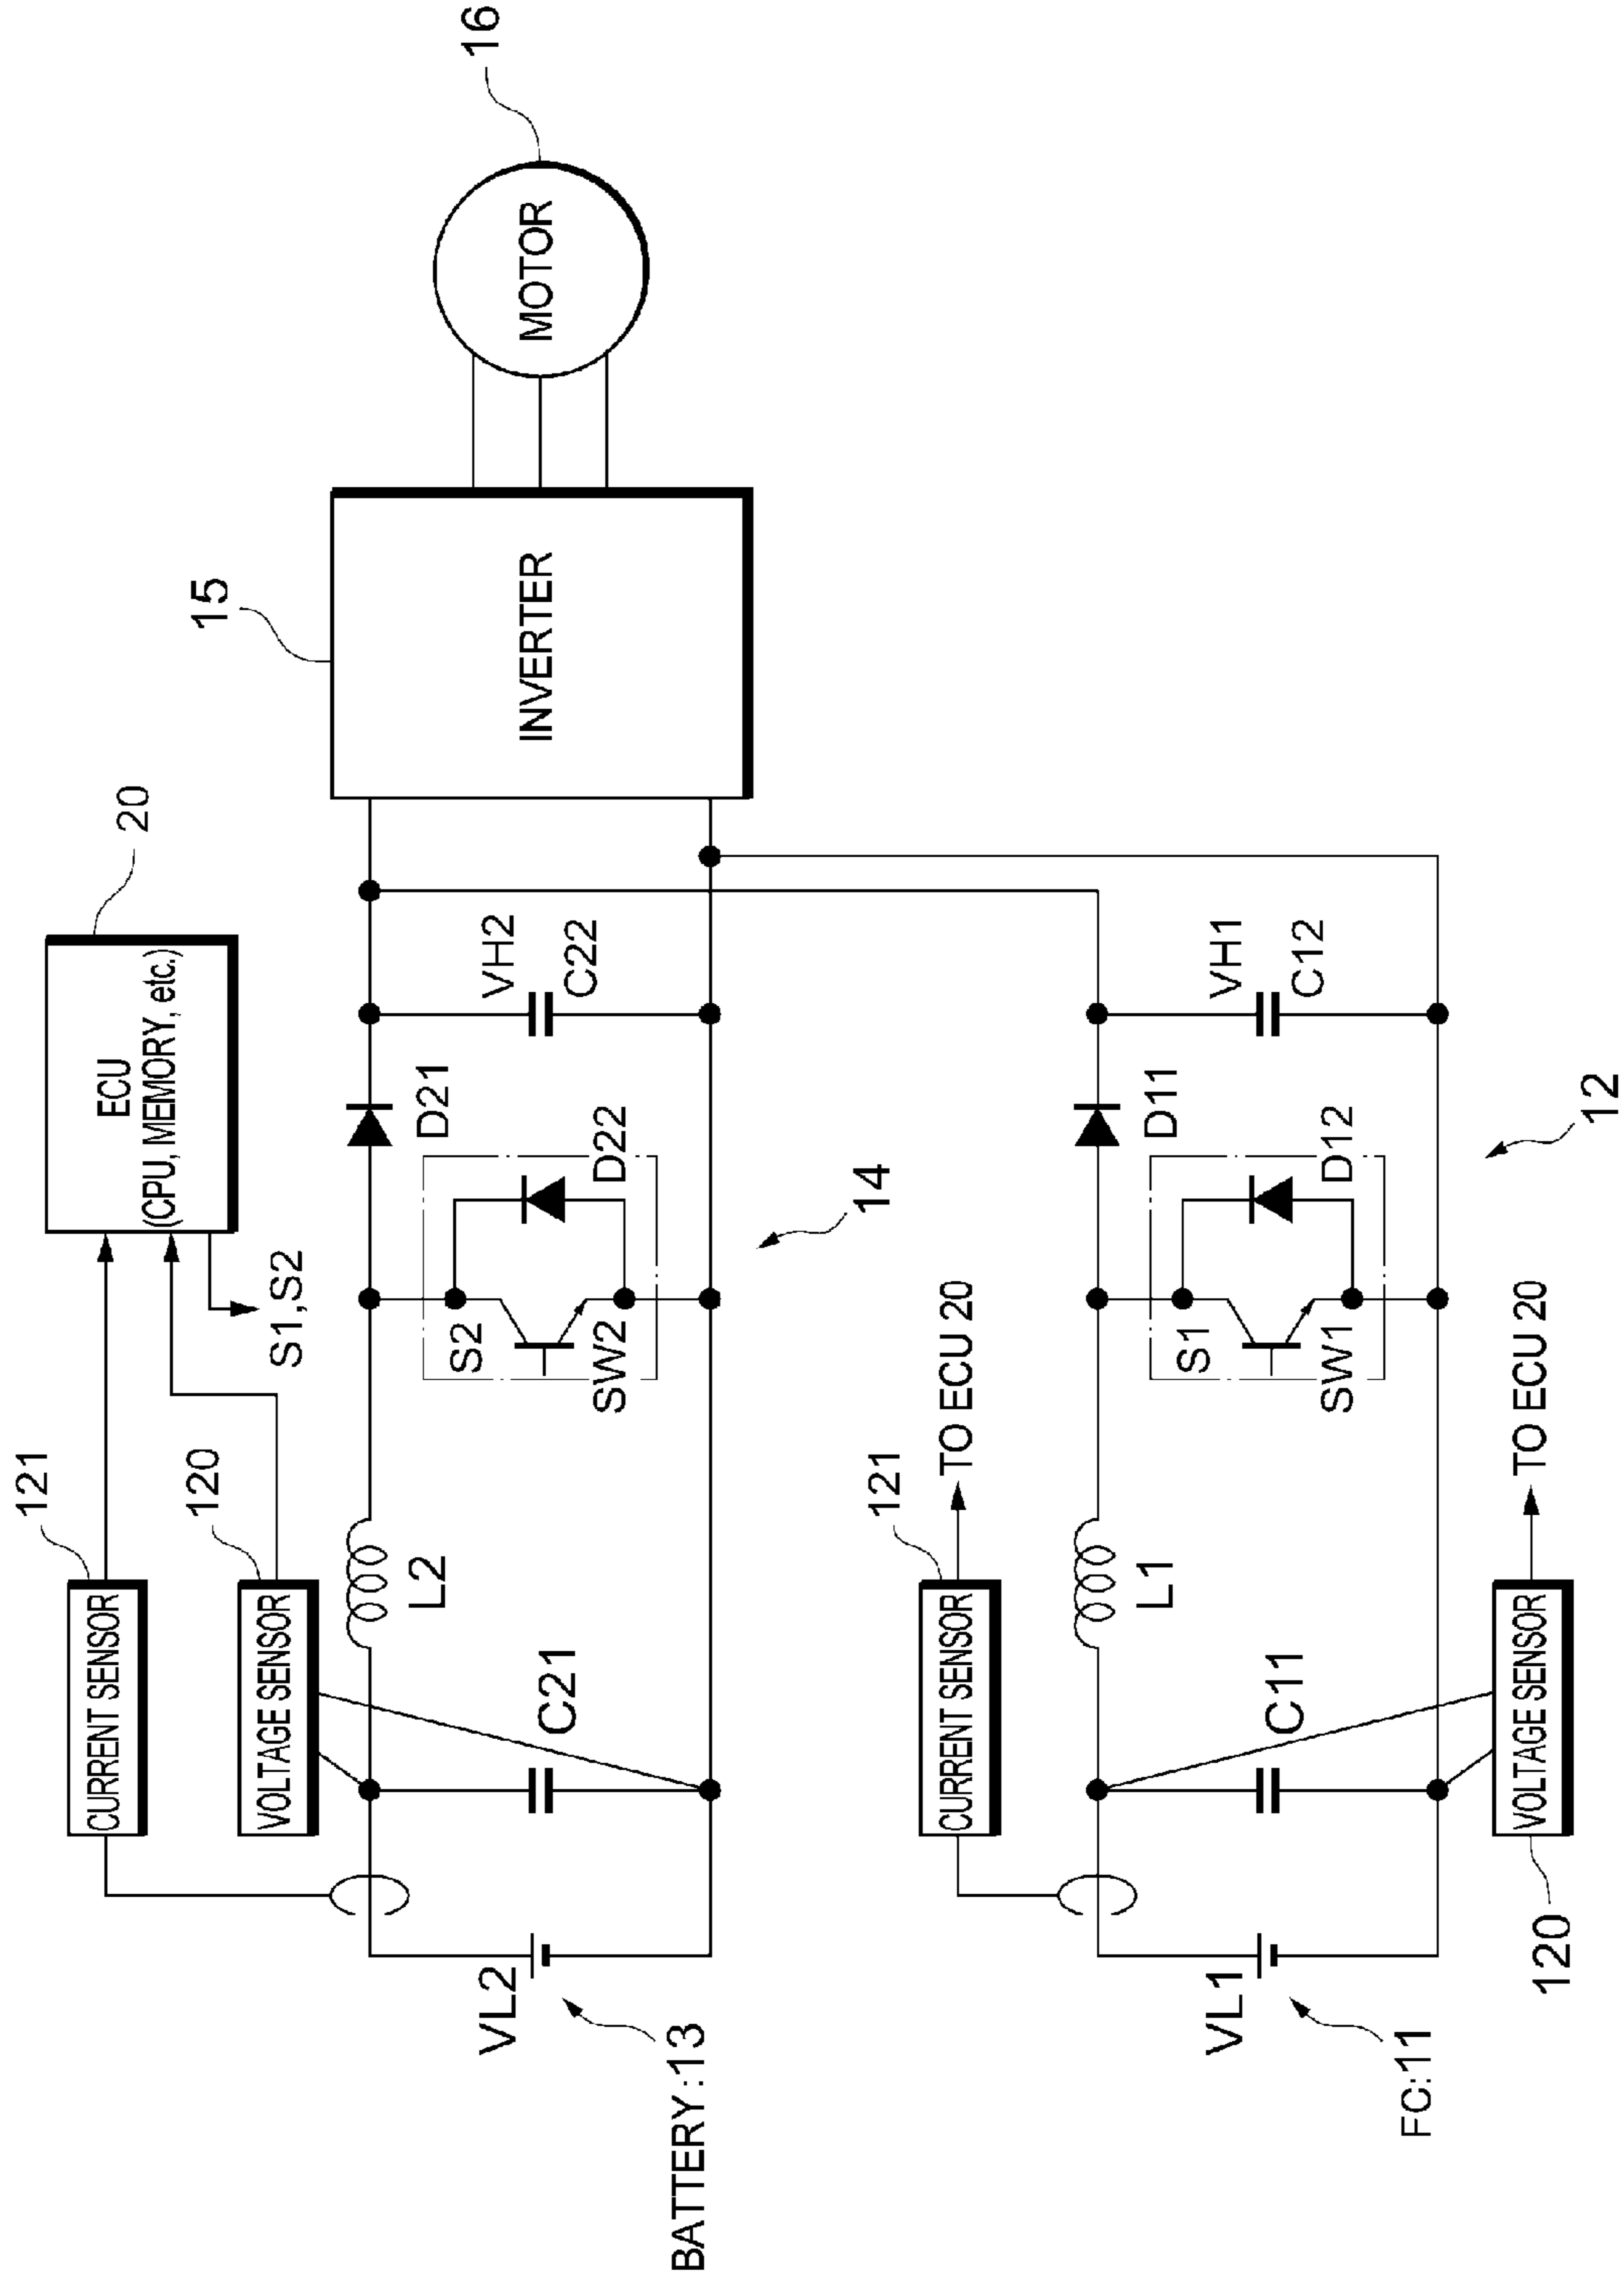 16
MOTOR
15
INVERTER
20
ECU
(CPU, MEMORY, etc.)
S1,S2
121
CURRENT SENSOR
120
VOLTAGE SENSOR
VH2
C22
D21
D22
S2
SW2
14
L2
C21
VL2
BATTERY:13
VH1
C12
D11
D12
S1
SW1
12
121
CURRENT SENSOR
TO ECU 20
L1
C11
VOLTAGE SENSOR
TO ECU 20
120
VL1
FC:11